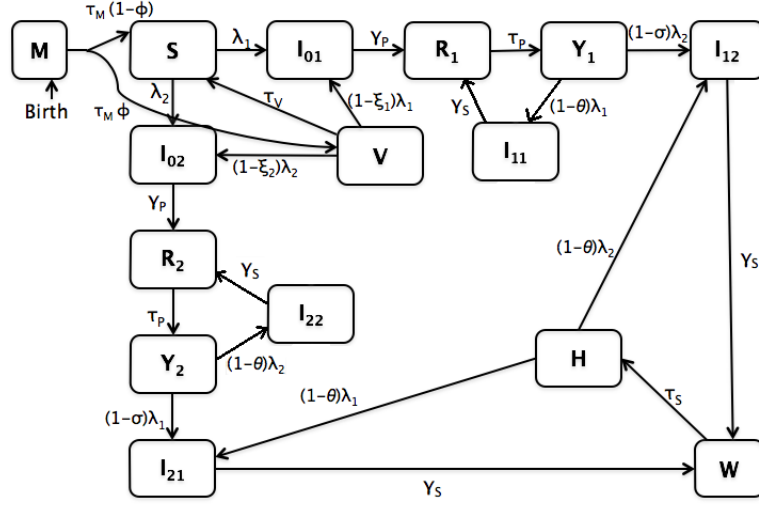 τM (1-ϕ)
M
S
λ1
I01
γP
R1
τP
Y1
(1-σ)λ2
I12
Birth
τM ϕ
λ2
τV
(1-ξ1)λ1
γS
(1-θ)λ1
I02
(1-ξ2)λ2
V
I11
γP
R2
γS
(1-θ)λ2
γS
τP
I22
Y2
(1-θ)λ2
H
(1-θ)λ1
τS
(1-σ)λ1
I21
γS
W